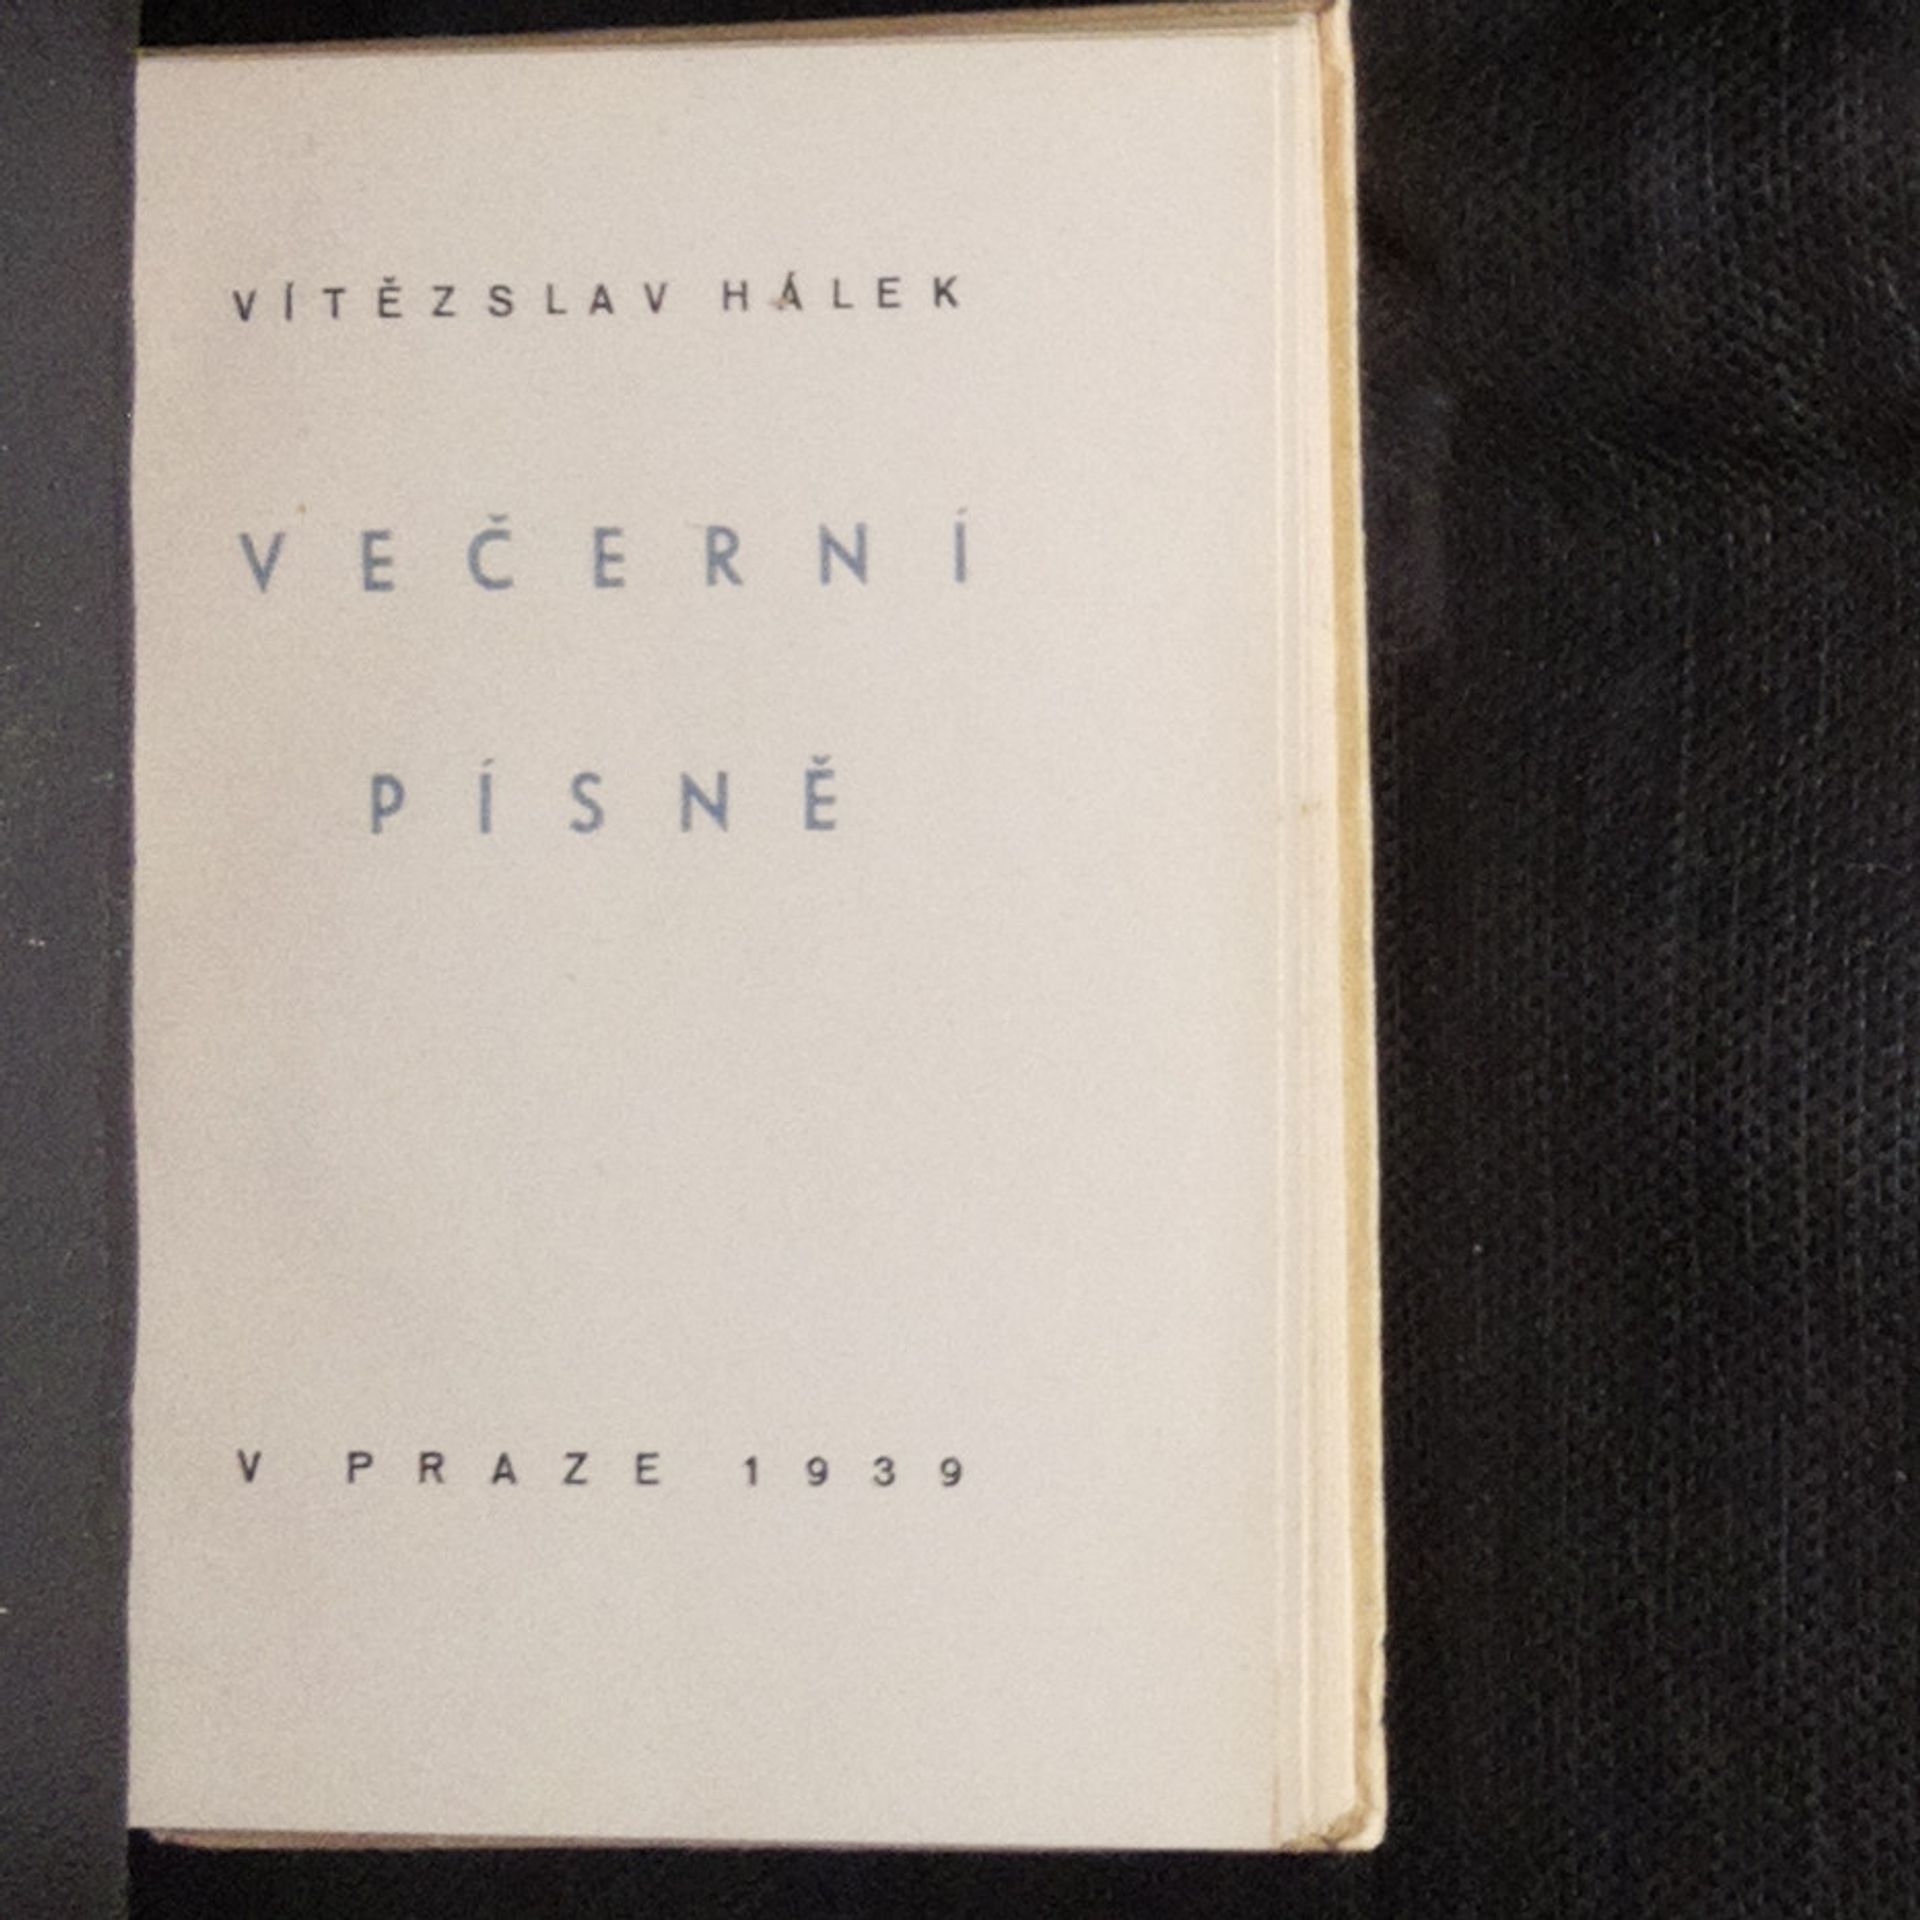 VÍTĚZSLAV HÁLEK
VEČERNÍ
PÍSNĚ
V PRAZE 1939